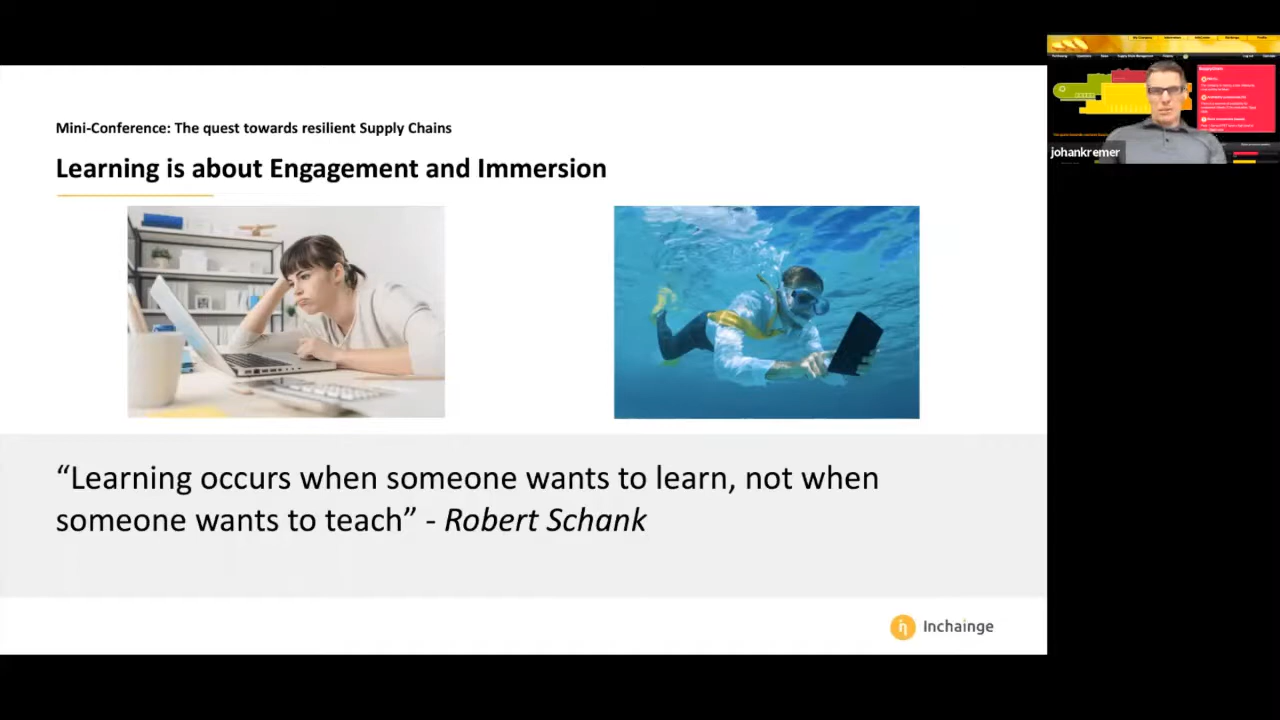 Mini-Conference: The quest towards resilient Supply Chains
Learning is about Engagement and Immersion
“Learning occurs when someone wants to learn, not when
someone wants to teach” - Robert Schank
Inchainge
johankremer